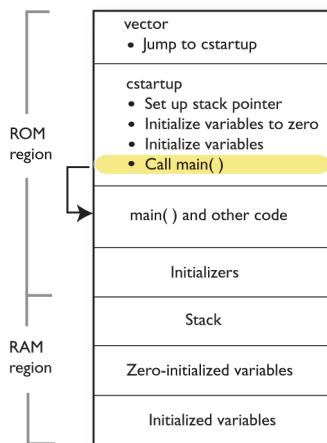 vector
• Jump to cstartup
cstartup
• Set up stack pointer
• Initialize variables to zero
• Initialize variables
• Call main( )
ROM
region
main( ) and other code
Initializers
Stack
RAM
region
Zero-initialized variables
Initialized variables